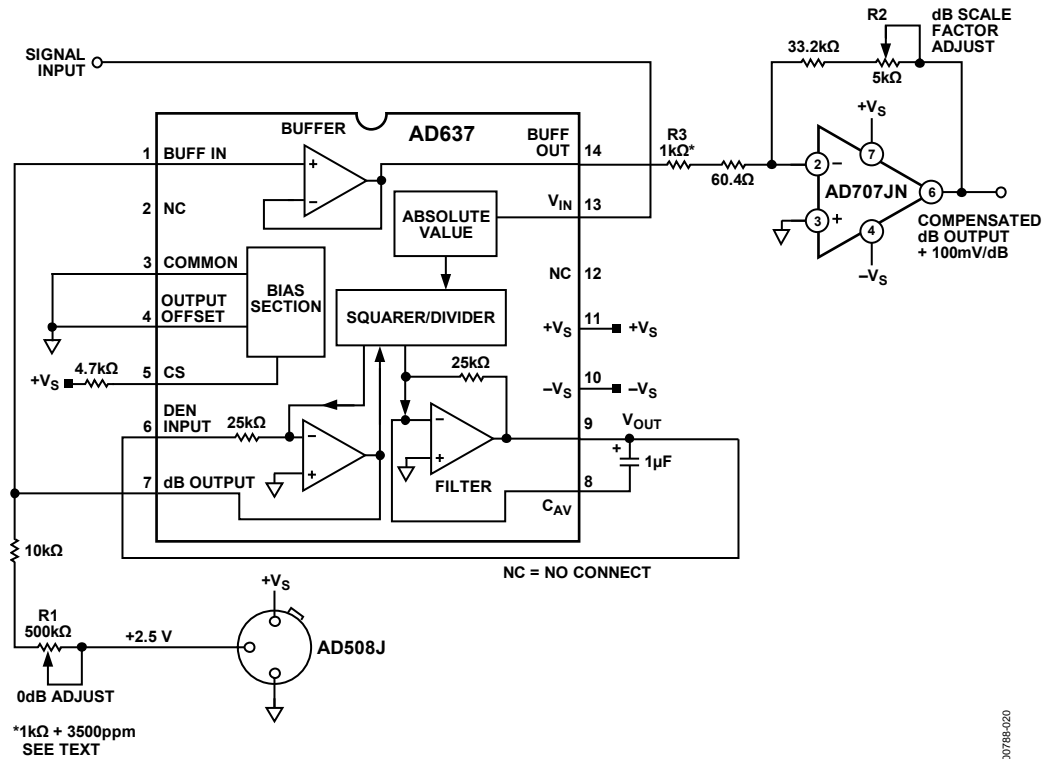 SIGNAL
INPUT
R2
dB SCALE
FACTOR
ADJUST
33.2kΩ
5kΩ
+VS
BUFFER
AD637
BUFF
OUT
14
1
BUFF IN
+
−
R3
1kΩ*
60.4Ω
2
−
7
AD707JN
6
3
+
4
−VS
COMPENSATED
dB OUTPUT
+ 100mV/dB
2
NC
ABSOLUTE
VALUE
VIN
13
3
COMMON
BIAS
SECTION
NC
12
OUTPUT
OFFSET
4
SQUARER/DIVIDER
11
+VS
+VS
4.7kΩ
+VS
5
CS
25kΩ
10
−VS
−VS
DEN
INPUT
6
25kΩ
−
+
−
+
9
VOUT
+
1µF
7
dB OUTPUT
FILTER
8
CAV
10kΩ
NC = NO CONNECT
+VS
R1
500kΩ
+2.5 V
AD508J
0dB ADJUST
*1kΩ + 3500ppm
SEE TEXT
00788-020